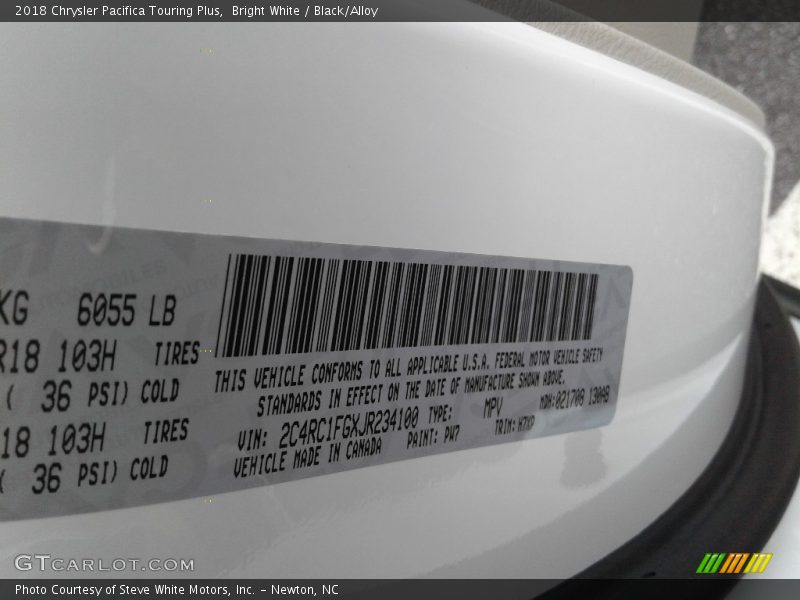 2018 Chrysler Pacifica Touring Plus, Bright White / Black/Alloy
KG 6055 LB
R18 103H TIRES
( 36 PSI) COLD
18 103H TIRES
( 36 PSI) COLD
THIS VEHICLE CONFORMS TO ALL APPLICABLE U.S.A. FEDERAL MOTOR VEHICLE SAFETY
STANDARDS IN EFFECT ON THE DATE OF MANUFACTURE SHOWN ABOVE.
VIN: 2C4RC1FGXJR234100 TYPE: MPV
VEHICLE MADE IN CANADA PAINT: PW7 TRIM:
GTCARLOT.COM
Photo Courtesy of Steve White Motors, Inc. – Newton, NC